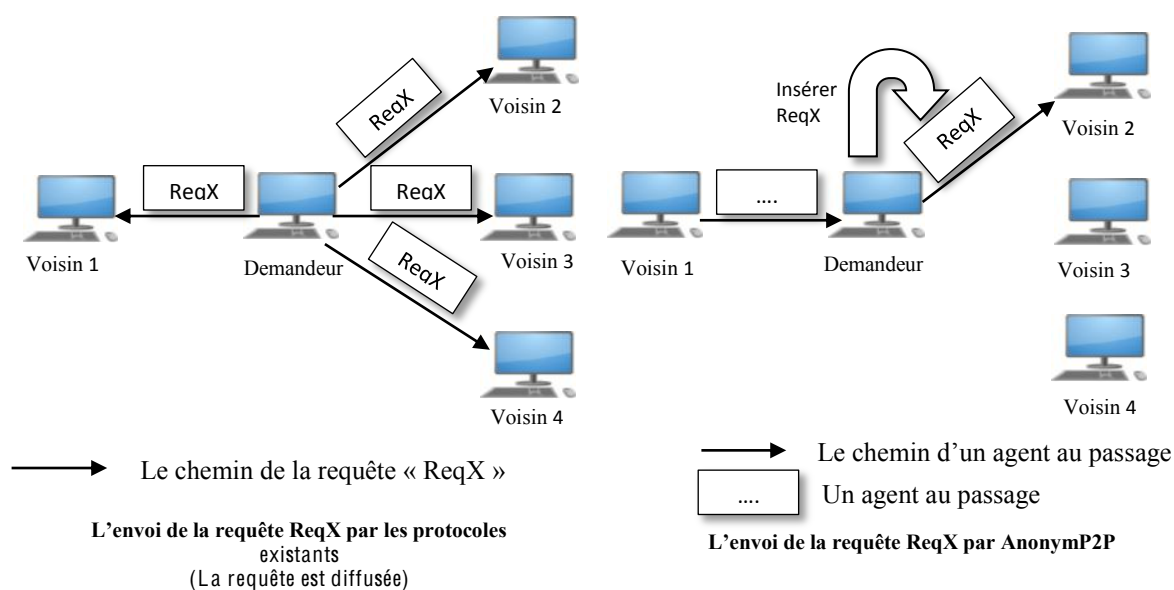 ReqX
Voisin 2
ReqX
ReqX
Voisin 1
Demandeur
Voisin 3
ReqX
Voisin 4
Le chemin de la requête « ReqX »
L'envoi de la requête ReqX par les protocoles
existants
(La requête est diffusée)
Insérer
ReqX
ReqX
Voisin 2
....
Voisin 1
Demandeur
Voisin 3
Voisin 4
Le chemin d'un agent au passage
....
Un agent au passage
L'envoi de la requête ReqX par AnonymP2P